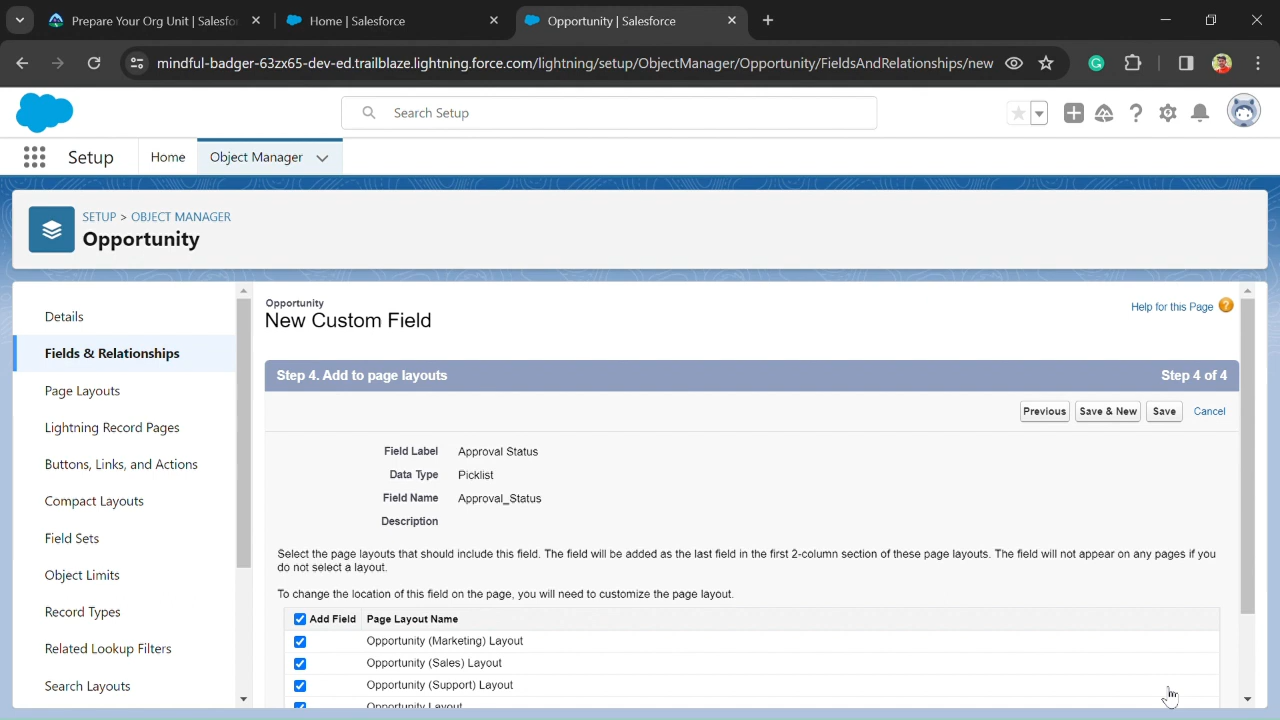 Prepare Your Org Unit | Salesfo
Home | Salesforce
Opportunity | Salesforce
mindful-badger-63zx65-dev-ed.trailblaze.lightning.force.com/lightning/setup/ObjectManager/Opportunity/FieldsAndRelationships/new
Search Setup
Setup
Home
Object Manager
SETUP > OBJECT MANAGER
Opportunity
Details
Fields & Relationships
Page Layouts
Lightning Record Pages
Buttons, Links, and Actions
Compact Layouts
Field Sets
Object Limits
Record Types
Related Lookup Filters
Search Layouts
Opportunity
New Custom Field
Help for this Page ?
Step 4. Add to page layouts
Step 4 of 4
Previous
Save & New
Save
Cancel
Field Label Approval Status
Data Type Picklist
Field Name Approval_Status
Description
Select the page layouts that should include this field. The field will be added as the last field in the first 2-column section of these page layouts. The field will not appear on any pages if you
do not select a layout.
To change the location of this field on the page, you will need to customize the page layout.
Add Field Page Layout Name
Opportunity (Marketing) Layout
Opportunity (Sales) Layout
Opportunity (Support) Layout
Opportunity Layout